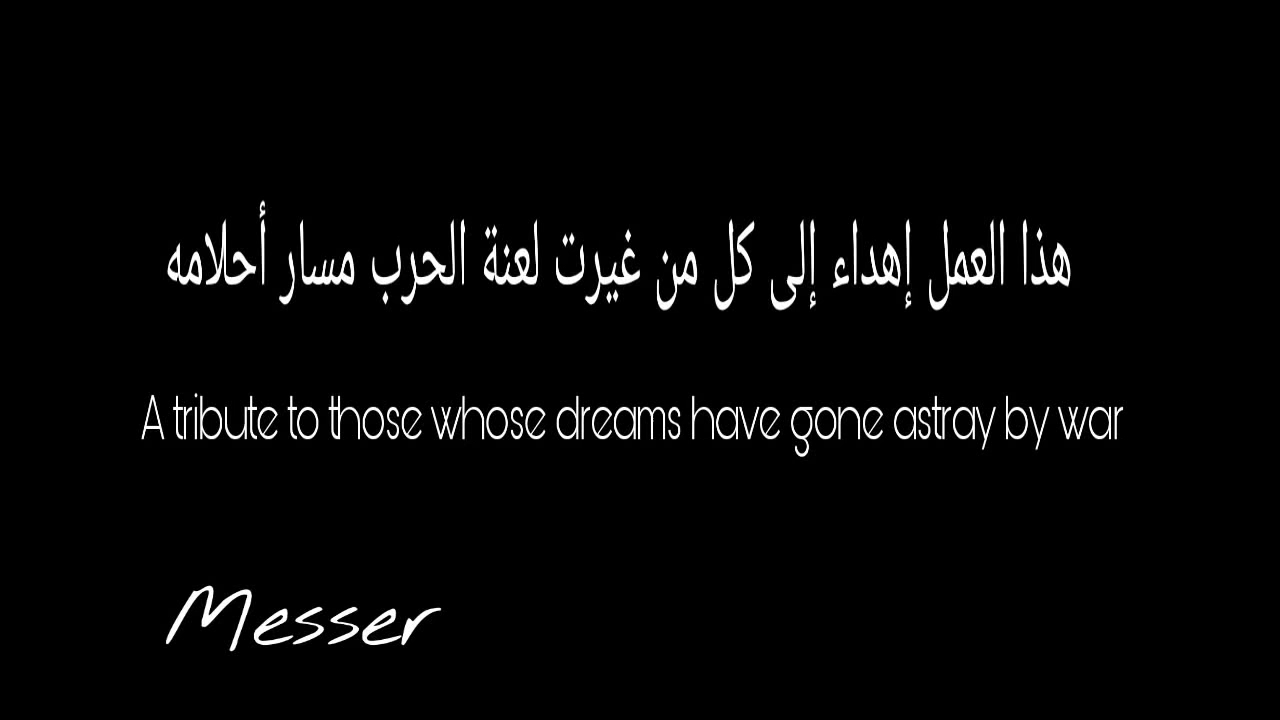 هذا العمل إهداء إلى كل من غيرت لعنة الحرب مسار أحلامه
A tribute to those whose dreams have gone astray by war
Messer